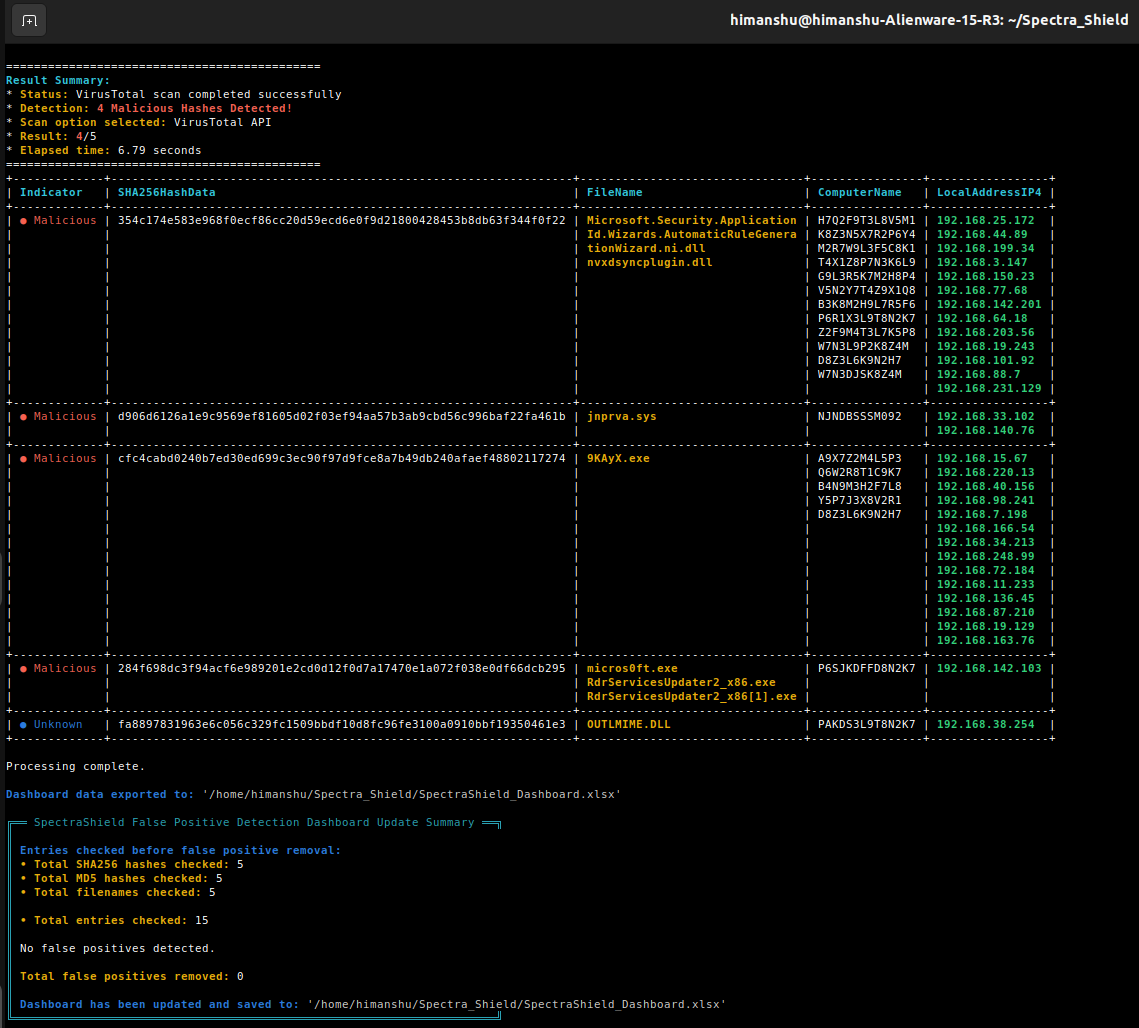 himanshu@himanshu-Alienware-15-R3: ~/Spectra_Shield
=============================================
Result Summary:
* Status: VirusTotal scan completed successfully
* Detection: 4 Malicious Hashes Detected!
* Scan option selected: VirusTotal API
* Result: 4/5
* Elapsed time: 6.79 seconds
=============================================
| Indicator | SHA256HashData | FileName | ComputerName | LocalAddressIP4 |
| ● Malicious | 354c174e583e968f0ecf86cc20d59ecd6e0f9d21800428453b8db63f344f0f22 | Microsoft.Security.Application | H7Q2F9T3L8V5M1 | 192.168.25.172 |
| | | Id.Wizards.AutomaticRuleGenera | K8Z3N5X7R2P6Y4 | 192.168.44.89 |
| | | tionWizard.ni.dll | M2R7W9L3F5C8K1 | 192.168.199.34 |
| | | nvxdsyncplugin.dll | T4X1Z8P7N3K6L9 | 192.168.3.147 |
| | | | G9L3R5K7M2H8P4 | 192.168.150.23 |
| | | | V5N2Y7T4Z9X1Q8 | 192.168.77.68 |
| | | | B3K8M2H9L7R5F6 | 192.168.142.201 |
| | | | P6R1X3L9T8N2K7 | 192.168.64.18 |
| | | | Z2F9M4T3L7K5P8 | 192.168.203.56 |
| | | | W7N3L9P2K8Z4M | 192.168.19.243 |
| | | | D8Z3L6K9N2H7 | 192.168.101.92 |
| | | | W7N3DJSK8Z4M | 192.168.88.7 |
| | | | | 192.168.231.129 |
| ● Malicious | d906d6126a1e9c9569ef81605d02f03ef94aa57b3ab9cbd56c996baf22fa461b | jnprva.sys | NJNDBSSSM092 | 192.168.33.102 |
| | | | | 192.168.140.76 |
| ● Malicious | cfc4cabd0240b7ed30ed699c3ec90f97d9fce8a7b49db240afaef48802117274 | 9KAyX.exe | A9X7Z2M4L5P3 | 192.168.15.67 |
| | | | Q6W2R8T1C9K7 | 192.168.220.13 |
| | | | B4N9M3H2F7L8 | 192.168.40.156 |
| | | | Y5P7J3X8V2R1 | 192.168.98.241 |
| | | | D8Z3L6K9N2H7 | 192.168.7.198 |
| | | | | 192.168.166.54 |
| | | | | 192.168.34.213 |
| | | | | 192.168.248.99 |
| | | | | 192.168.72.184 |
| | | | | 192.168.11.233 |
| | | | | 192.168.136.45 |
| | | | | 192.168.87.210 |
| | | | | 192.168.19.129 |
| | | | | 192.168.163.76 |
| ● Malicious | 284f698dc3f94acf6e989201e2cd0d12f0d7a17470e1a072f038e0df66dcb295 | micros0ft.exe | P6SJKDFFD8N2K7 | 192.168.142.103 |
| | | RdrServicesUpdater2_x86.exe | | |
| | | RdrServicesUpdater2_x86[1].exe | | |
| ● Unknown | fa8897831963e6c056c329fc1509bbdf10d8fc96fe3100a0910bbf19350461e3 | OUTLMIME.DLL | PAKDS3L9T8N2K7 | 192.168.38.254 |
Processing complete.
Dashboard data exported to: '/home/himanshu/Spectra_Shield/SpectraShield_Dashboard.xlsx'
SpectraShield False Positive Detection Dashboard Update Summary
Entries checked before false positive removal:
• Total SHA256 hashes checked: 5
• Total MD5 hashes checked: 5
• Total filenames checked: 5
• Total entries checked: 15
No false positives detected.
Total false positives removed: 0
Dashboard has been updated and saved to: '/home/himanshu/Spectra_Shield/SpectraShield_Dashboard.xlsx'